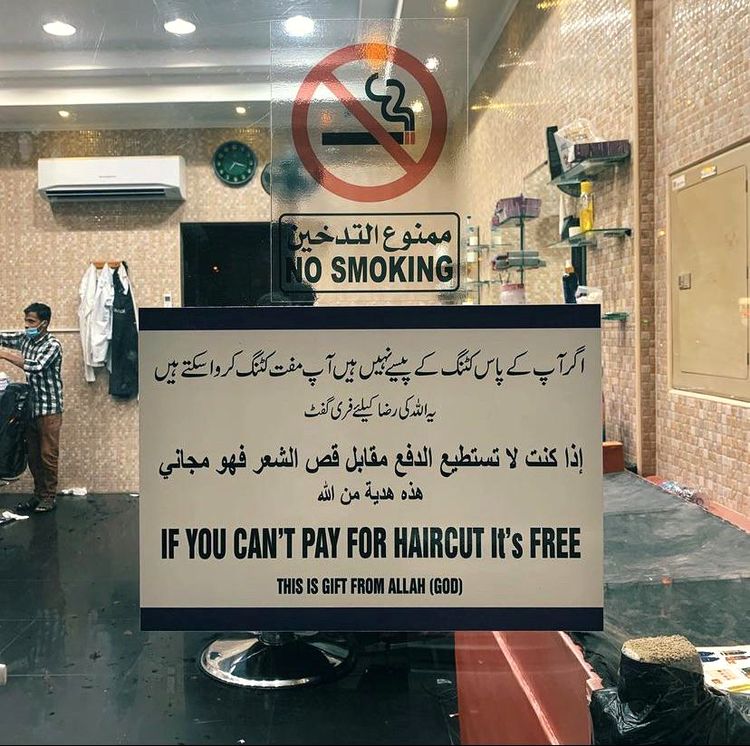 ممنوع التدخين
NO SMOKING
اگر آپ کے پاس کٹنگ کے پیسے نہیں ہیں آپ مفت کٹنگ کروا سکتے ہیں
یہ اللہ کی رضا کیلئے فری گفٹ
إذا كنت لا تستطيع الدفع مقابل قص الشعر فهو مجاني
هذه هدية من الله
IF YOU CAN'T PAY FOR HAIRCUT It's FREE
THIS IS GIFT FROM ALLAH (GOD)